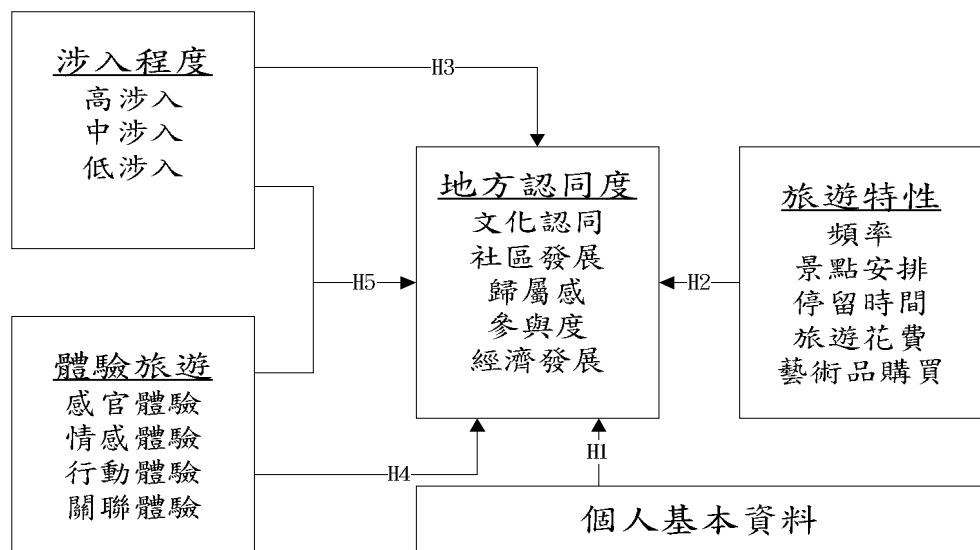 涉入程度
高涉入
中涉入
低涉入
H3
地方認同度
文化認同
社區發展
歸屬感
參與度
經濟發展
旅遊特性
頻率
景點安排
停留時間
旅遊花費
藝術品購買
H5
H2
體驗旅遊
感官體驗
情感體驗
行動體驗
關聯體驗
H4
H1
個人基本資料